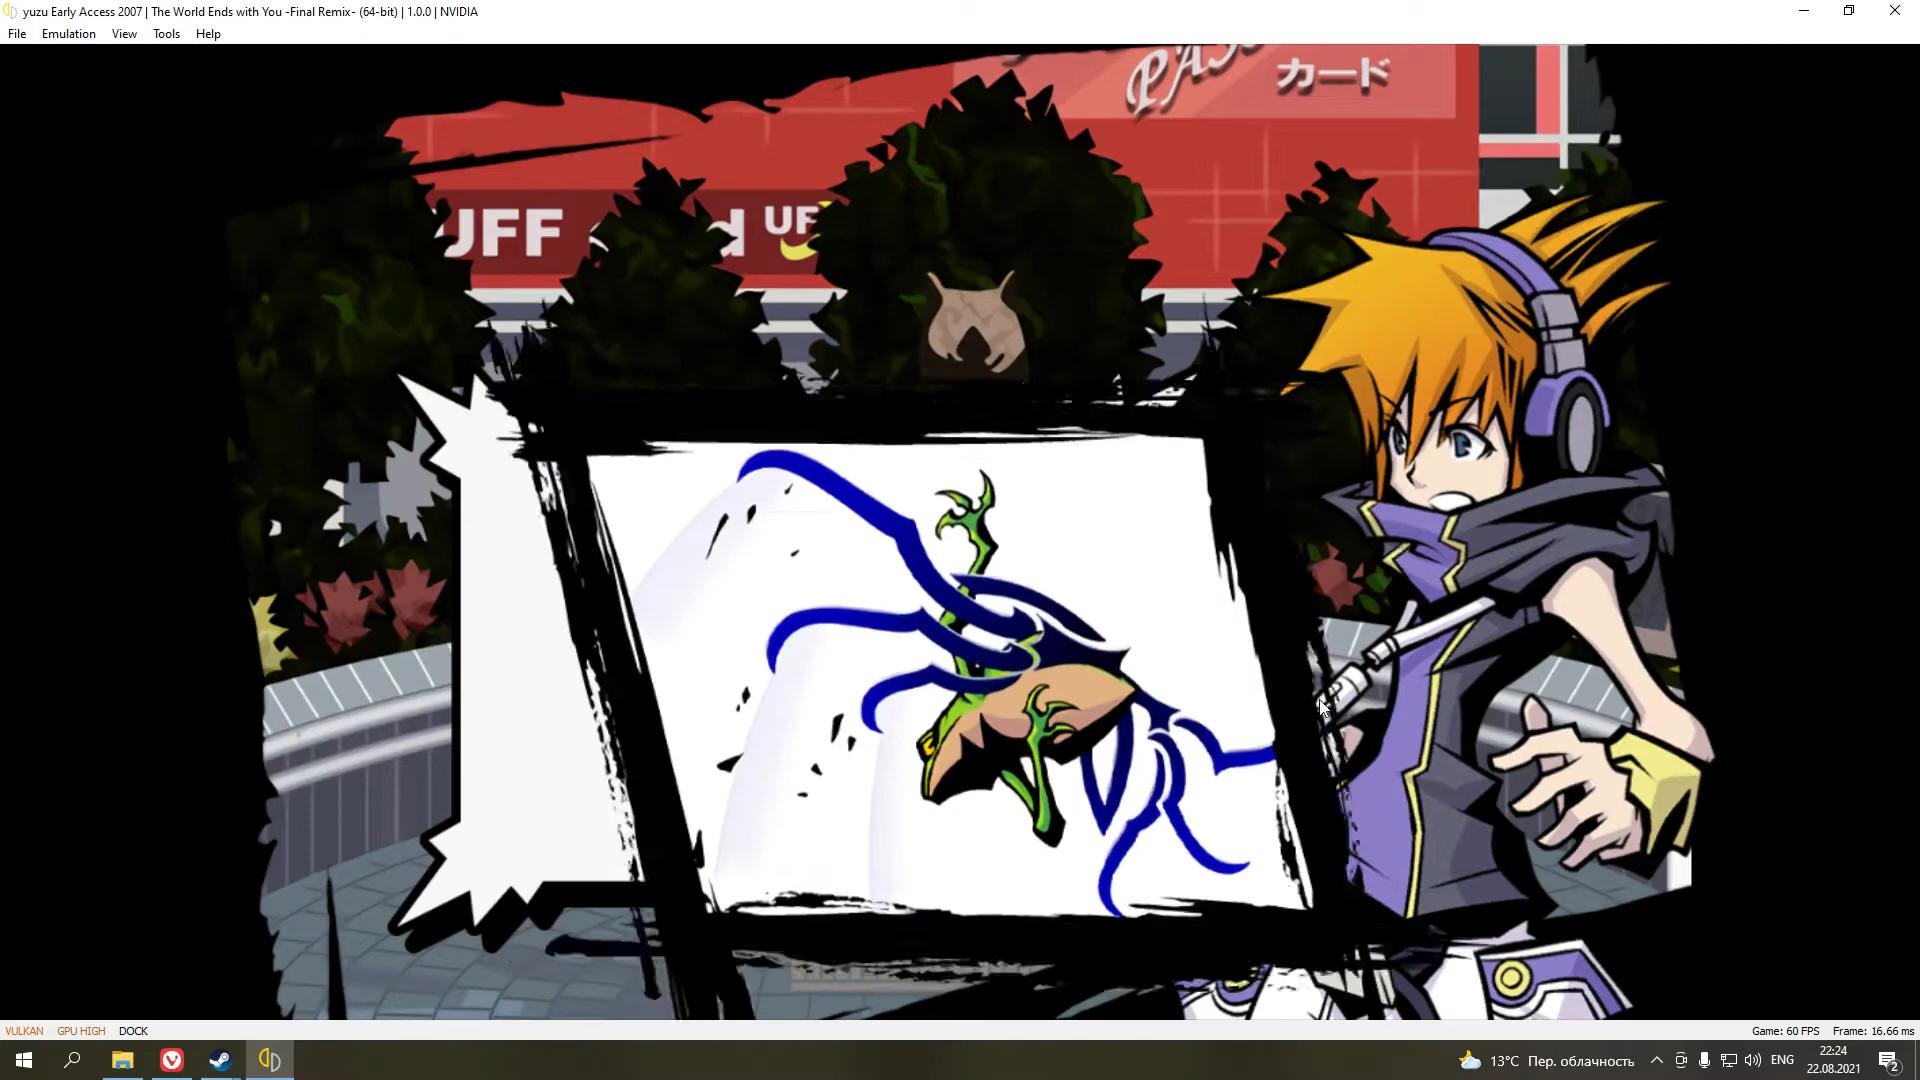 yuzu Early Access 2007 | The World Ends with You -Final Remix- (64-bit) | 1.0.0 | NVIDIA
File Emulation View Tools Help
PAS
カード
UFF
d UF
VULKAN GPU HIGH DOCK
Game: 60 FPS Frame: 16.66 ms
13°C Пер. облачность
ENG
22:24
22.08.2021
2